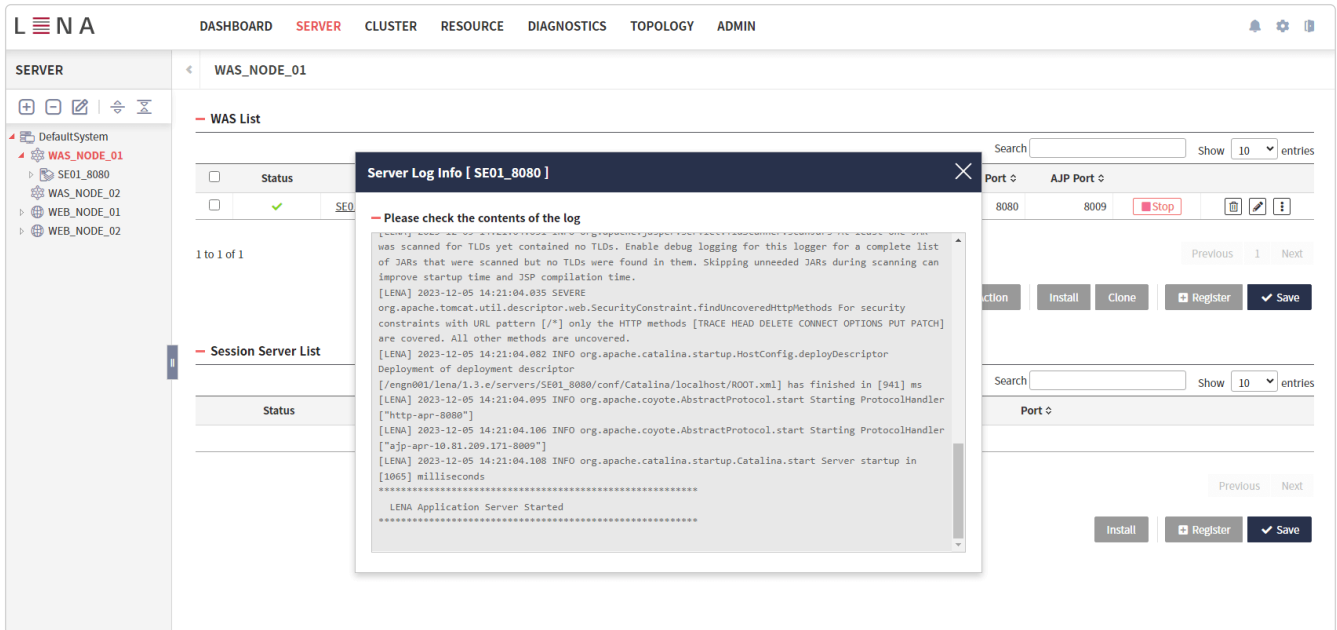 LENA
DASHBOARD SERVER CLUSTER RESOURCE DIAGNOSTICS TOPOLOGY ADMIN
SERVER
WAS_NODE_01
DefaultSystem
WAS_NODE_01
SE01_8080
WAS_NODE_02
WEB_NODE_01
WEB_NODE_02
WAS List
Search Show 10 entries
Status Port AJP Port
SE0 8080 8009 Stop
1 to 1 of 1
Previous 1 Next
ction Install Clone Register Save
Session Server List
Search Show 10 entries
Status Port
Previous Next
Install Register Save
Server Log Info [ SE01_8080 ]
Please check the contents of the log
was scanned for TLDs yet contained no TLDs. Enable debug logging for this logger for a complete list
of JARs that were scanned but no TLDs were found in them. Skipping unneeded JARs during scanning can
improve startup time and JSP compilation time.
[LENA] 2023-12-05 14:21:04.035 SEVERE
org.apache.tomcat.util.descriptor.web.SecurityConstraint.findUncoveredHttpMethods For security
constraints with URL pattern [/*] only the HTTP methods [TRACE HEAD DELETE CONNECT OPTIONS PUT PATCH]
are covered. All other methods are uncovered.
[LENA] 2023-12-05 14:21:04.082 INFO org.apache.catalina.startup.HostConfig.deployDescriptor
Deployment of deployment descriptor
[/engn001/lena/1.3.e/servers/SE01_8080/conf/Catalina/localhost/ROOT.xml] has finished in [941] ms
[LENA] 2023-12-05 14:21:04.095 INFO org.apache.coyote.AbstractProtocol.start Starting ProtocolHandler
["http-apr-8080"]
[LENA] 2023-12-05 14:21:04.106 INFO org.apache.coyote.AbstractProtocol.start Starting ProtocolHandler
["ajp-apr-10.81.209.171-8009"]
[LENA] 2023-12-05 14:21:04.108 INFO org.apache.catalina.startup.Catalina.start Server startup in
[1065] milliseconds
*********************************************************
LENA Application Server Started
*********************************************************